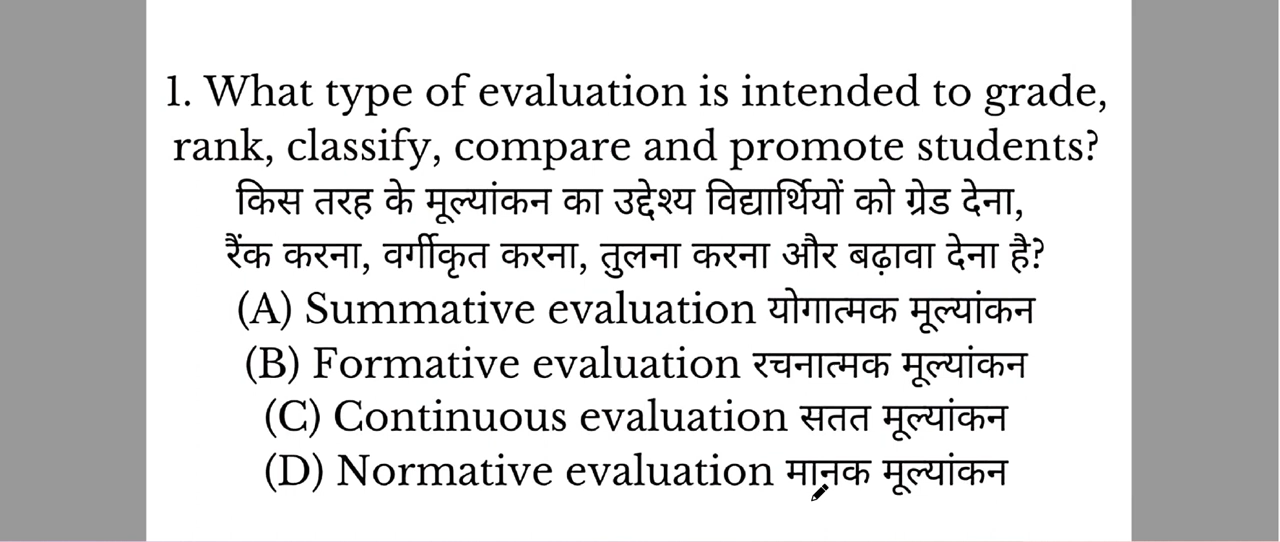 1. What type of evaluation is intended to grade,
rank, classify, compare and promote students?
किस तरह के मूल्यांकन का उद्देश्य विद्यार्थियों को ग्रेड देना,
रैंक करना, वर्गीकृत करना, तुलना करना और बढ़ावा देना है?
(A) Summative evaluation योगात्मक मूल्यांकन
(B) Formative evaluation रचनात्मक मूल्यांकन
(C) Continuous evaluation सतत मूल्यांकन
(D) Normative evaluation मानक मूल्यांकन